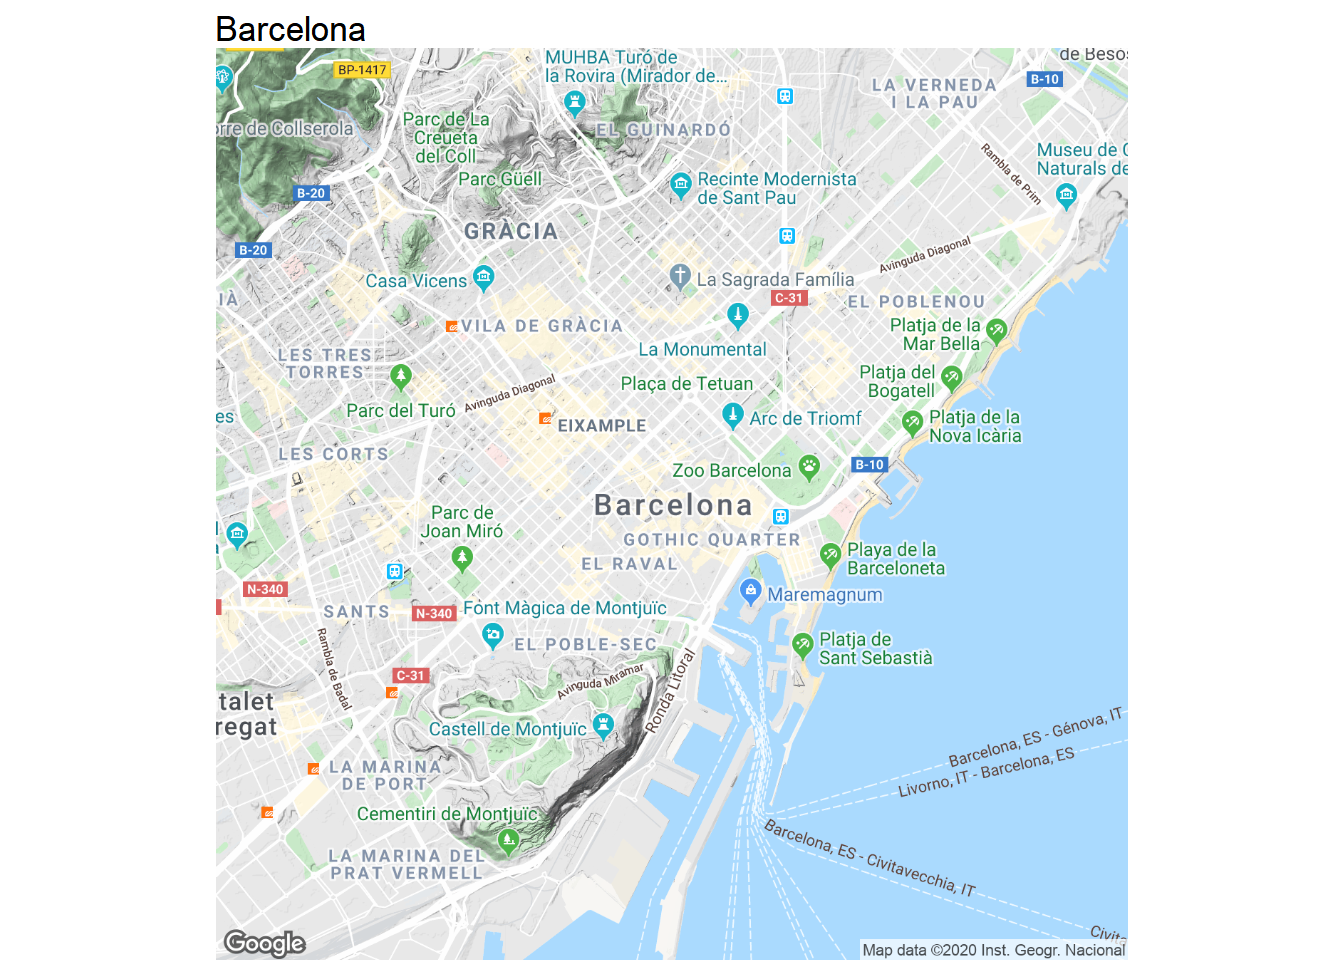 Barcelona
MUHBA Turó de
la Rovira (Mirador de...
de Besos
BP-1417
B-10
LA VERNEDA
I LA PAU
Parc de La
Creueta
del Coll
orre de Collserola
EL GUINARDÓ
Rambla de Prim
Museu de C
Naturals de
Parc Güell
B-20
Recinte Modernista
de Sant Pau
GRÀCIA
B-20
Avinguda Diagonal
Casa Vicens
La Sagrada Família
C-31
EL POBLENOU
IÀ
VILA DE GRÀCIA
Platja de la
Mar Bella
La Monumental
LES TRES
TORRES
Platja del
Bogatell
Plaça de Tetuan
Avinguda Diagonal
Parc del Turó
es
EIXAMPLE
Arc de Triomf
Platja de la
Nova Icària
LES CORTS
Zoo Barcelona
B-10
Barcelona
Parc de
Joan Miró
GOTHIC QUARTER
Playa de la
Barceloneta
EL RAVAL
N-340
Maremagnum
SANTS
N-340
Font Màgica de Montjuïc
EL POBLE-SEC
Platja de
Sant Sebastià
Rambla de Badal
C-31
Avinguda Miramar
Ronda Litoral
talet
regat
Castell de Montjuïc
Barcelona, ES - Génova, IT
Livorno, IT - Barcelona, ES
LA MARINA
DE PORT
Cementiri de Montjuïc
Barcelona, ES - Civitavecchia, IT
LA MARINA DEL
PRAT VERMELL
Civita
Google
Map data ©2020 Inst. Geogr. Nacional